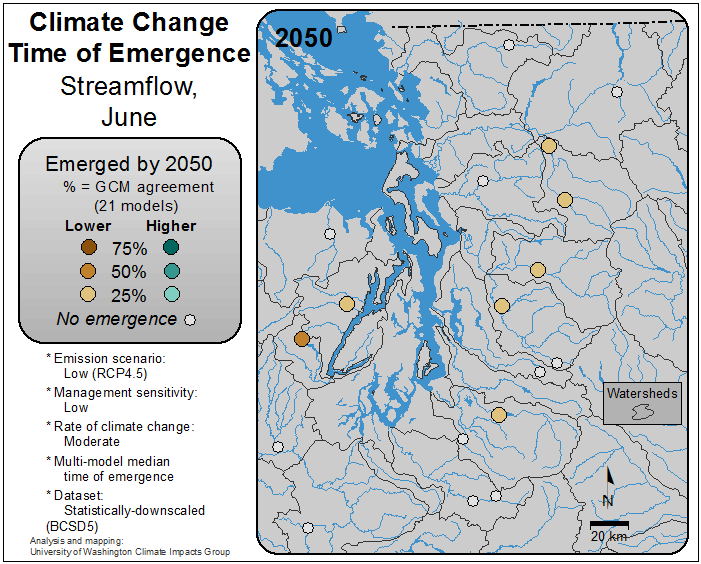 Climate Change
Time of Emergence
Streamflow,
June
Emerged by 2050
% = GCM agreement
(21 models)
Lower Higher
75%
50%
25%
No emergence
* Emission scenario:
Low (RCP4.5)
* Management sensitivity:
Low
* Rate of climate change:
Moderate
* Multi-model median
time of emergence
* Dataset:
Statistically-downscaled
(BCSD5)
Analysis and mapping:
University of Washington Climate Impacts Group
2050
Watersheds
N
20 km